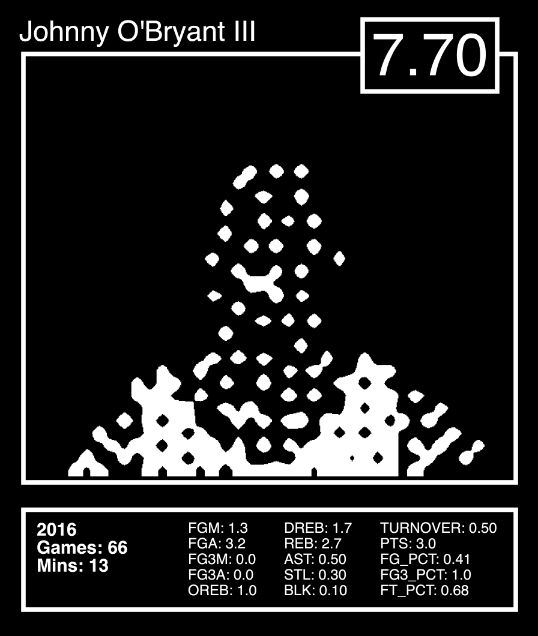 Johnny O'Bryant III
7.70
2016
Games: 66
Mins: 13
FGM: 1.3
FGA: 3.2
FG3M: 0.0
FG3A: 0.0
OREB: 1.0
DREB: 1.7
REB: 2.7
AST: 0.50
STL: 0.30
BLK: 0.10
TURNOVER: 0.50
PTS: 3.0
FG_PCT: 0.41
FG3_PCT: 1.0
FT_PCT: 0.68